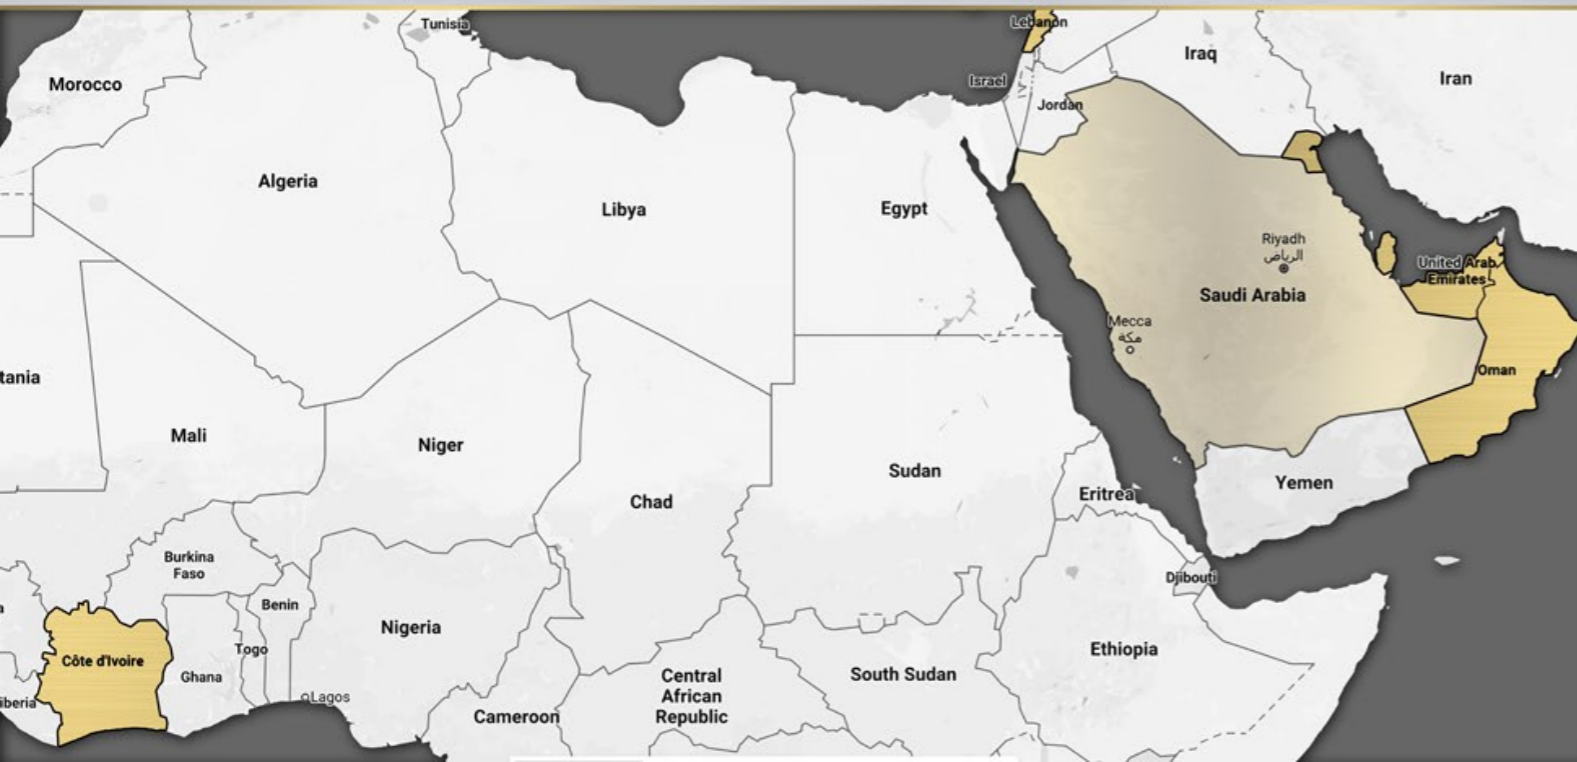 Tunisia
Lebanon
Morocco
Iraq
Israel
Iran
Jordan
Algeria
Libya
Egypt
Riyadh
الرياض
United Arab
Emirates
Saudi Arabia
Mecca
مكة
tania
Oman
Mali
Niger
Sudan
Chad
Yemen
Eritrea
Burkina
Faso
Djibouti
a
Benin
Nigeria
Togo
Ethiopia
Côte d'Ivoire
Ghana
South Sudan
Central
African
Republic
Lagos
iberia
Cameroon